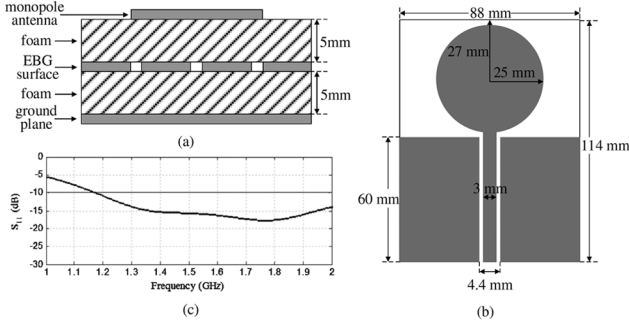 monopole
antenna
foam
EBG
surface
foam
ground
plane
5mm
5mm
(a)
0
-5
-10
-15
-20
-25
-30
S11 (dB)
1 1.1 1.2 1.3 1.4 1.5 1.6 1.7 1.8 1.9 2
Frequency (GHz)
(c)
88 mm
27 mm
25 mm
114 mm
60 mm
3 mm
4.4 mm
(b)